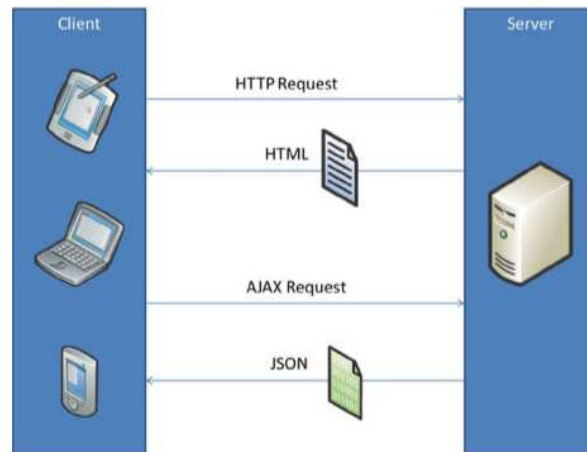 Client
Server
HTTP Request
HTML
AJAX Request
JSON